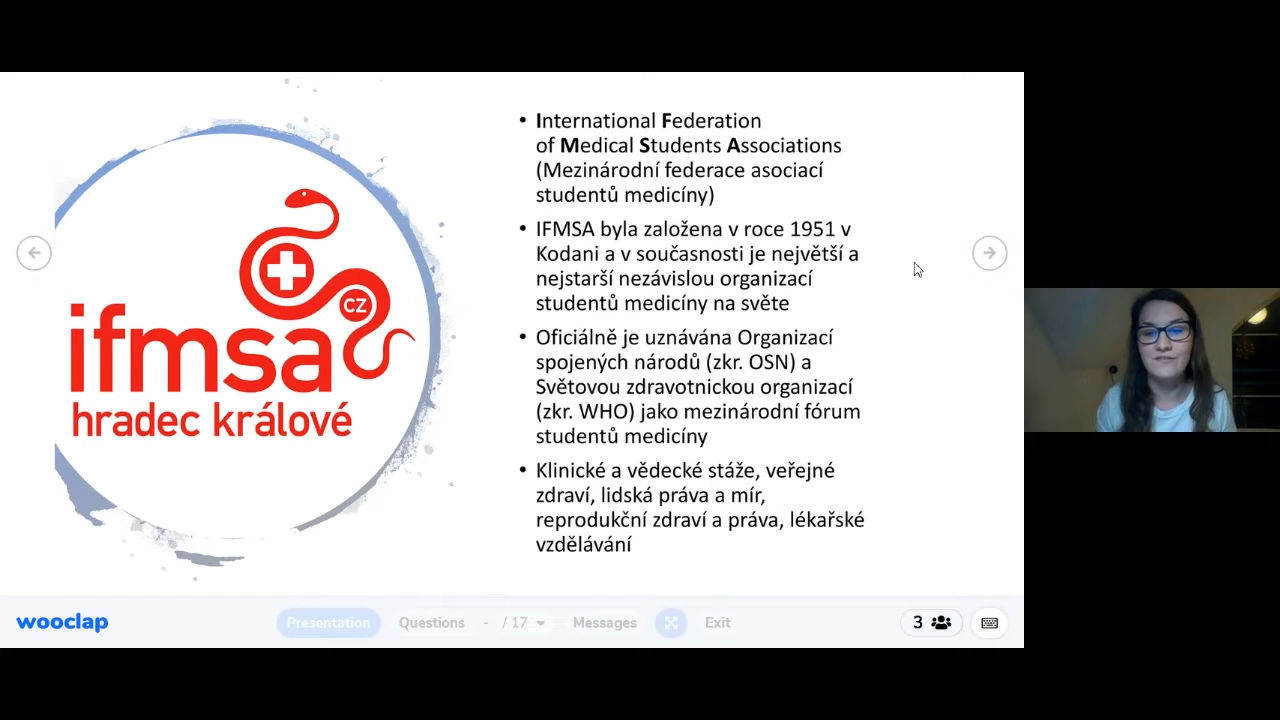 CZ
ifmsa
hradec králové
• International Federation
of Medical Students Associations
(Mezinárodní federace asociací
studentů medicíny)
• IFMSA byla založena v roce 1951 v
Kodani a v současnosti je největší a
nejstarší nezávislou organizací
studentů medicíny na světe
• Oficiálně je uznávána Organizací
spojených národů (zkr. OSN) a
Světovou zdravotnickou organizací
(zkr. WHO) jako mezinárodní fórum
studentů medicíny
• Klinické a vědecké stáže, veřejné
zdraví, lidská práva a mír,
reprodukční zdraví a práva, lékařské
vzdělávání
wooclap
Presentation
Questions
- / 17
Messages
Exit
3